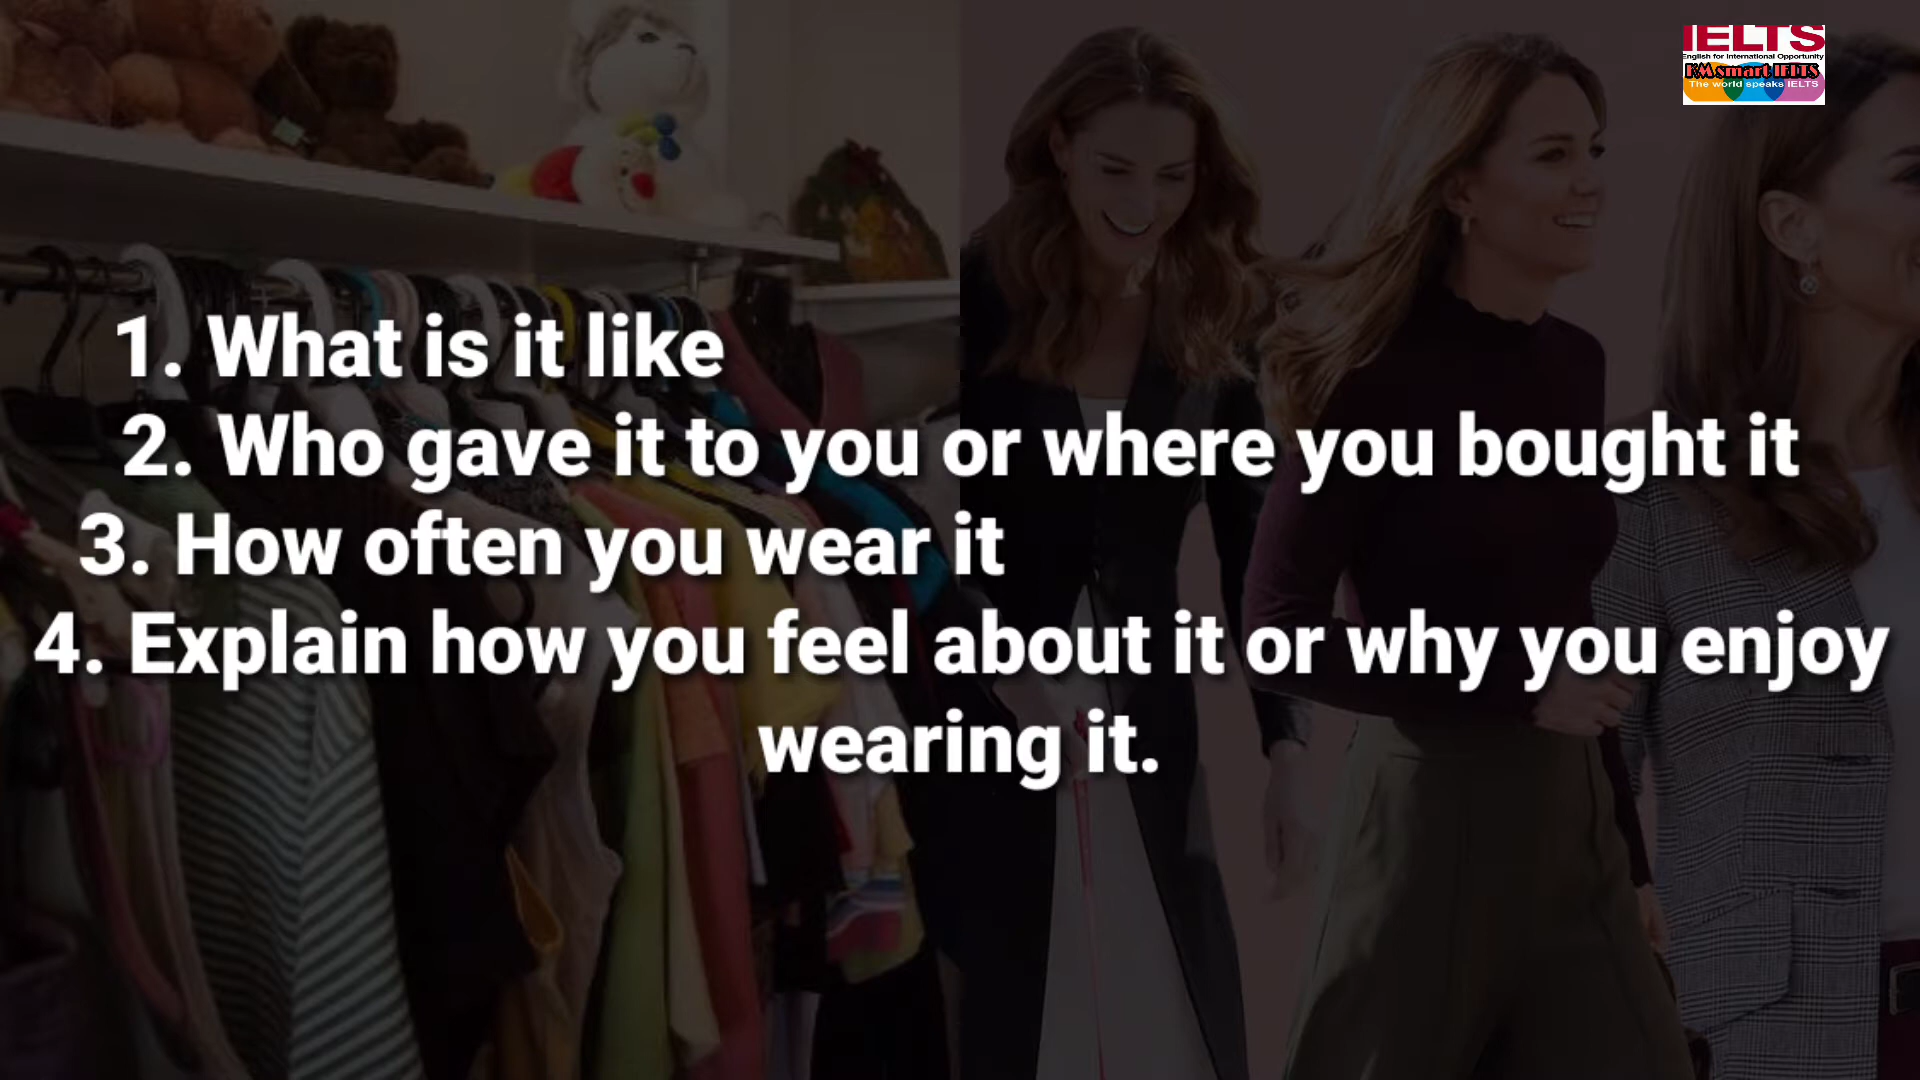 IELTS
English for International Opportunity
KMsmart IELTS
The world speaks IELTS
1. What is it like
2. Who gave it to you or where you bought it
3. How often you wear it
4. Explain how you feel about it or why you enjoy
wearing it.